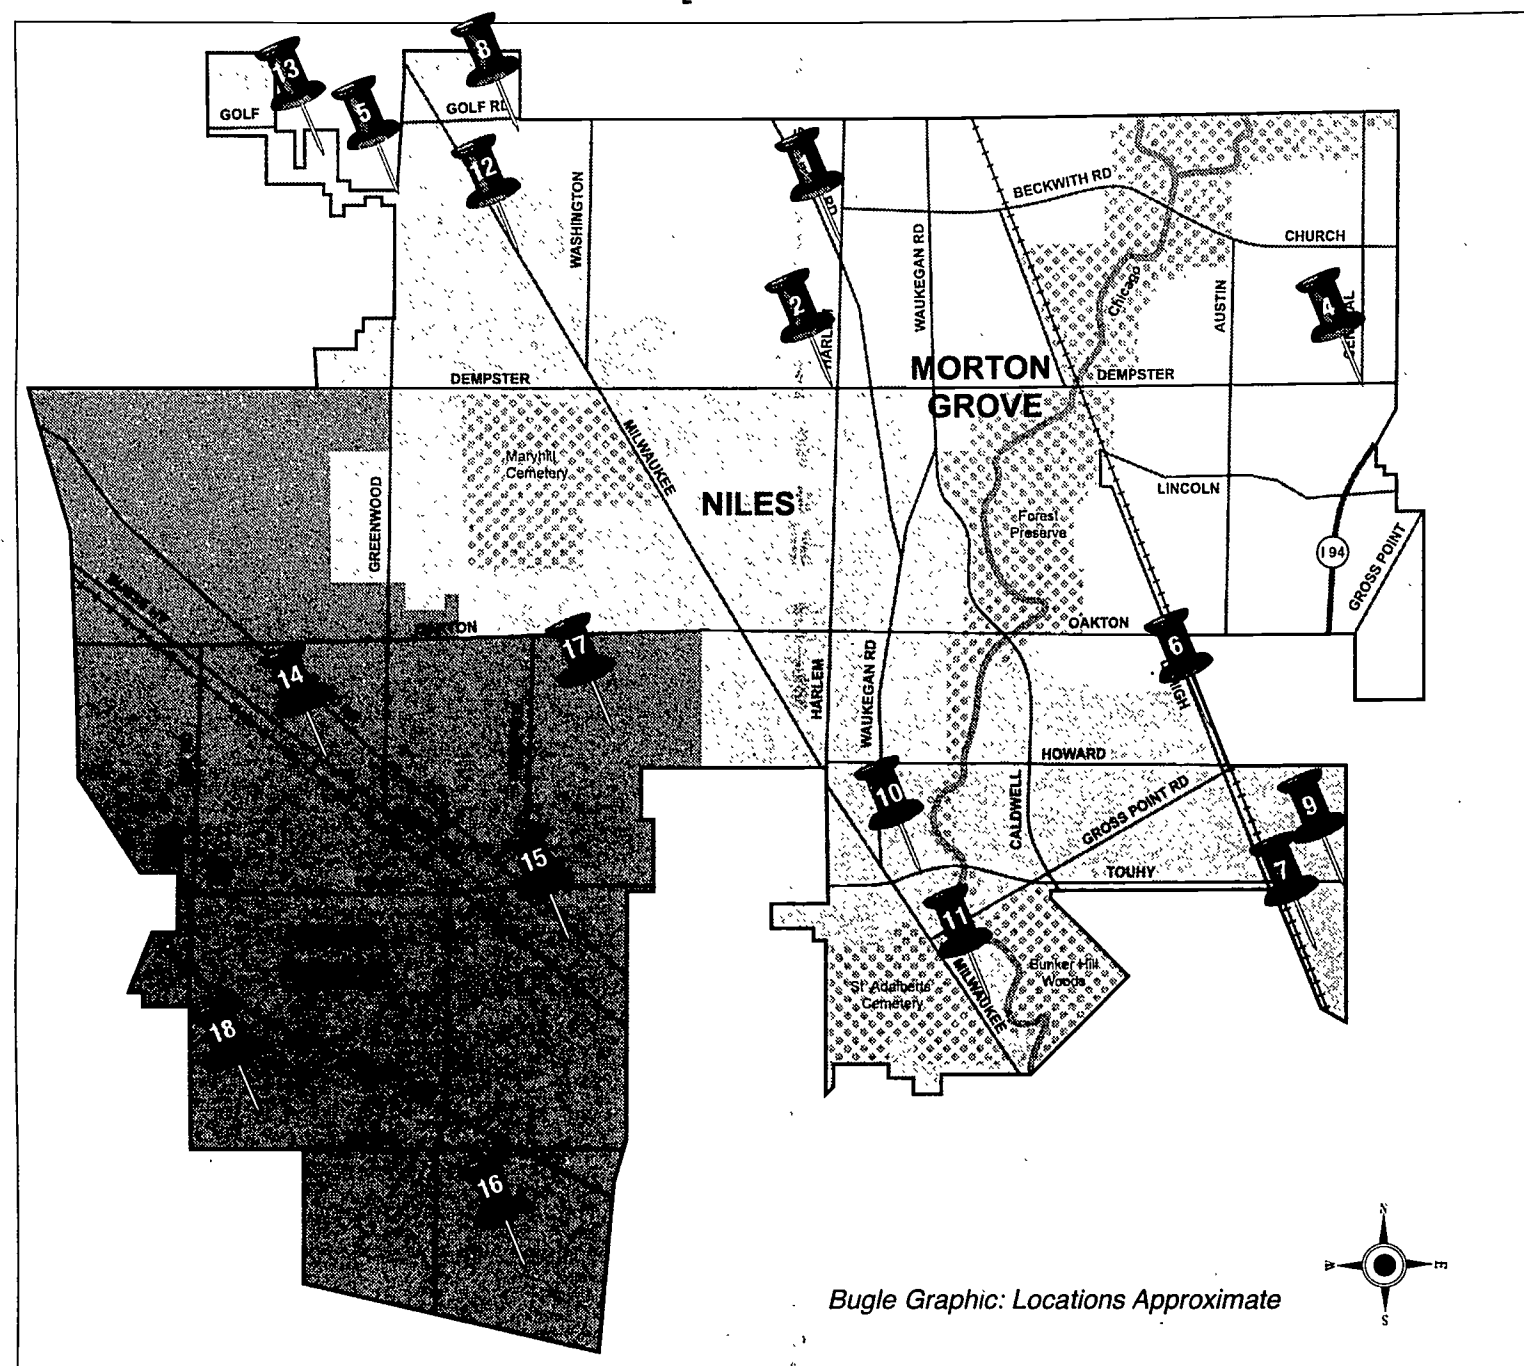 8
13
GOLF
5
GOLF RD
12
1
RD
BECKWITH RD
WASHINGTON
WAUKEGAN RD
CHURCH
Chicago
AUSTIN
2
4
HARLEM
MORTON
GROVE
DEMPSTER
DEMPSTER
MILWAUKEE
Maryhill
Cemetery
NILES
GREENWOOD
LINCOLN
Forest
Preserve
I 94
GROSS POINT
OAKTON
OAKTON
17
6
14
HARLEM
WAUKEGAN RD
HOWARD
10
CALDWELL
GROSS POINT RD
9
15
TOUHY
7
11
MILWAUKEE
St Adalberts
Cemetery
Bunker Hill
Woods
18
16
N
W
E
S
Bugle Graphic: Locations Approximate